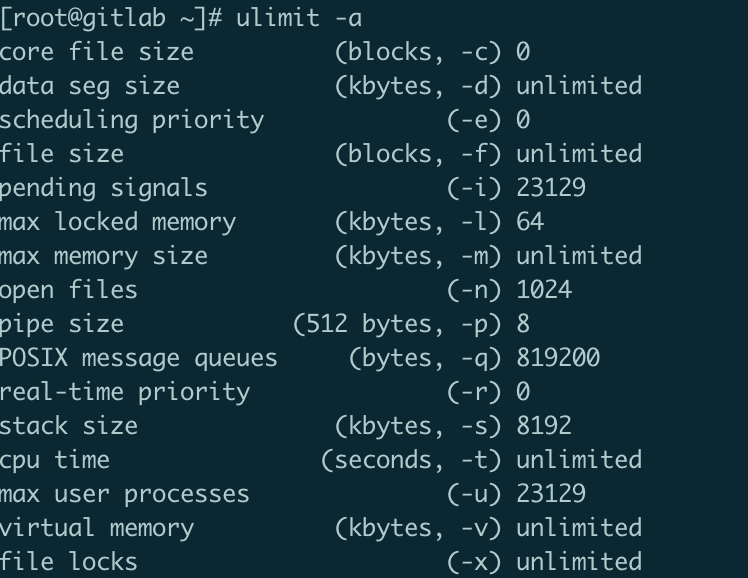 [root@gitlab ~]# ulimit -a
core file size          (blocks, -c) 0
data seg size           (kbytes, -d) unlimited
scheduling priority             (-e) 0
file size               (blocks, -f) unlimited
pending signals                 (-i) 23129
max locked memory       (kbytes, -l) 64
max memory size         (kbytes, -m) unlimited
open files                      (-n) 1024
pipe size            (512 bytes, -p) 8
POSIX message queues     (bytes, -q) 819200
real-time priority              (-r) 0
stack size              (kbytes, -s) 8192
cpu time               (seconds, -t) unlimited
max user processes              (-u) 23129
virtual memory          (kbytes, -v) unlimited
file locks                      (-x) unlimited